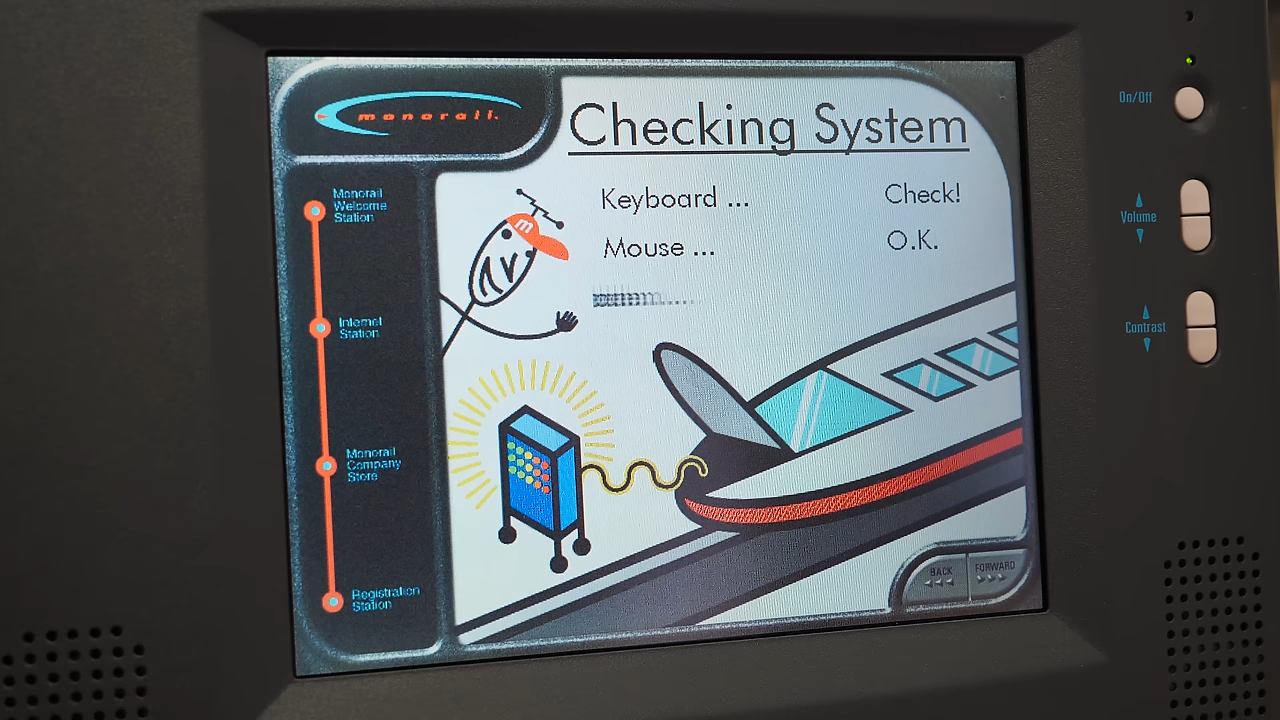 monorail.
Checking System
Keyboard ... Check!
Mouse ... O.K.
Monorail
Welcome
Station
Internet
Station
Monorail
Company
Store
Registration
Station
m
BACK
FORWARD
On/Off
Volume
Contrast